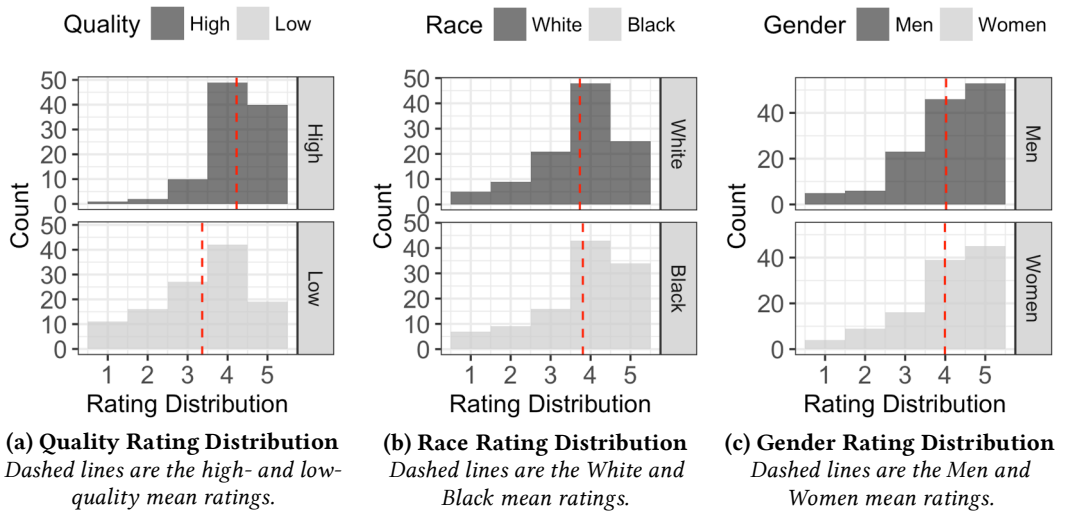 Quality High Low
50
40
30
20
10
0
High
50
40
30
20
10
0
Low
Count
1 2 3 4 5
Rating Distribution
(a) Quality Rating Distribution
Dashed lines are the high- and low-
quality mean ratings.
Race White Black
50
40
30
20
10
0
White
50
40
30
20
10
0
Black
Count
1 2 3 4 5
Rating Distribution
(b) Race Rating Distribution
Dashed lines are the White and
Black mean ratings.
Gender Men Women
40
20
0
Men
40
20
0
Women
Count
1 2 3 4 5
Rating Distribution
(c) Gender Rating Distribution
Dashed lines are the Men and
Women mean ratings.